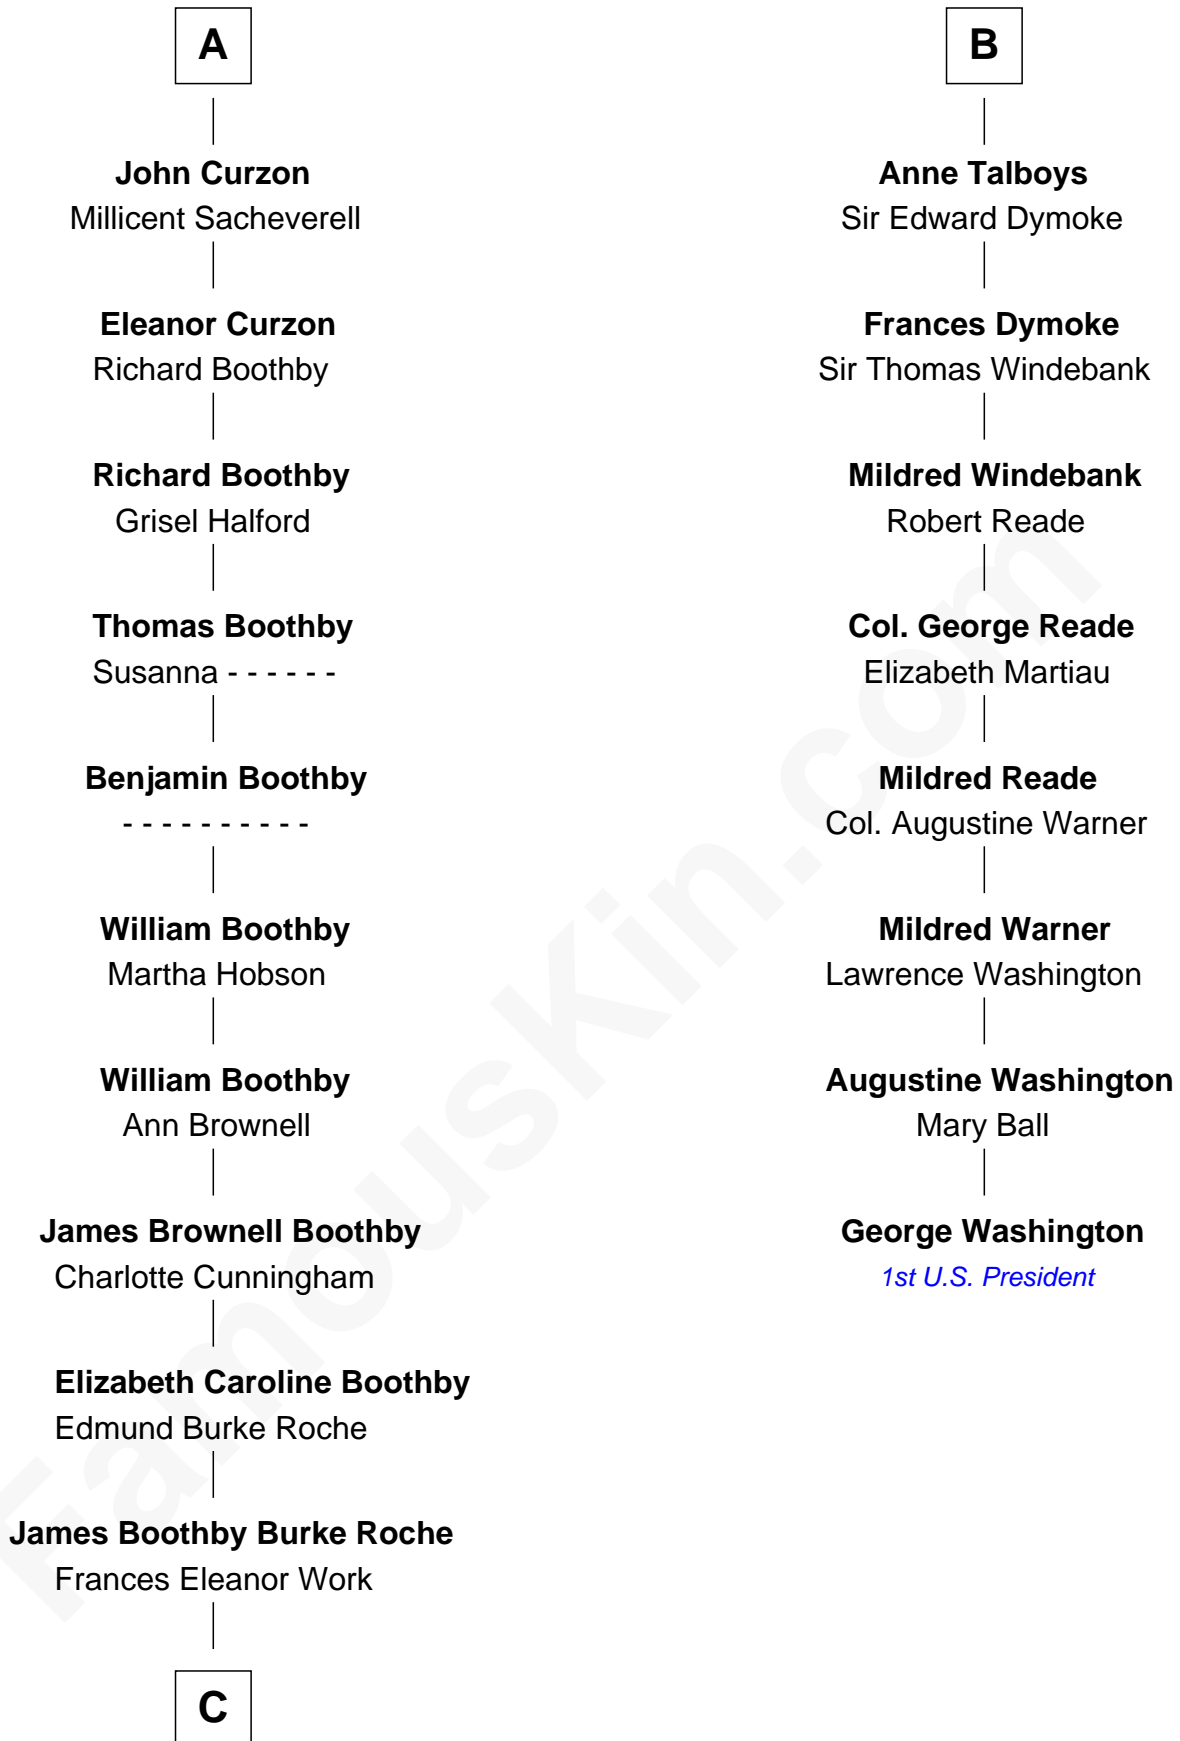 A
John Curzon
Millicent Sacheverell
Eleanor Curzon
Richard Boothby
Richard Boothby
Grisel Halford
Thomas Boothby
Susanna - - - - - -
Benjamin Boothby
- - - - - - - - - -
William Boothby
Martha Hobson
William Boothby
Ann Brownell
James Brownell Boothby
Charlotte Cunningham
Elizabeth Caroline Boothby
Edmund Burke Roche
James Boothby Burke Roche
Frances Eleanor Work
C
B
Anne Talboys
Sir Edward Dymoke
Frances Dymoke
Sir Thomas Windebank
Mildred Windebank
Robert Reade
Col. George Reade
Elizabeth Martiau
Mildred Reade
Col. Augustine Warner
Mildred Warner
Lawrence Washington
Augustine Washington
Mary Ball
George Washington
1st U.S. President
FamousKin.com